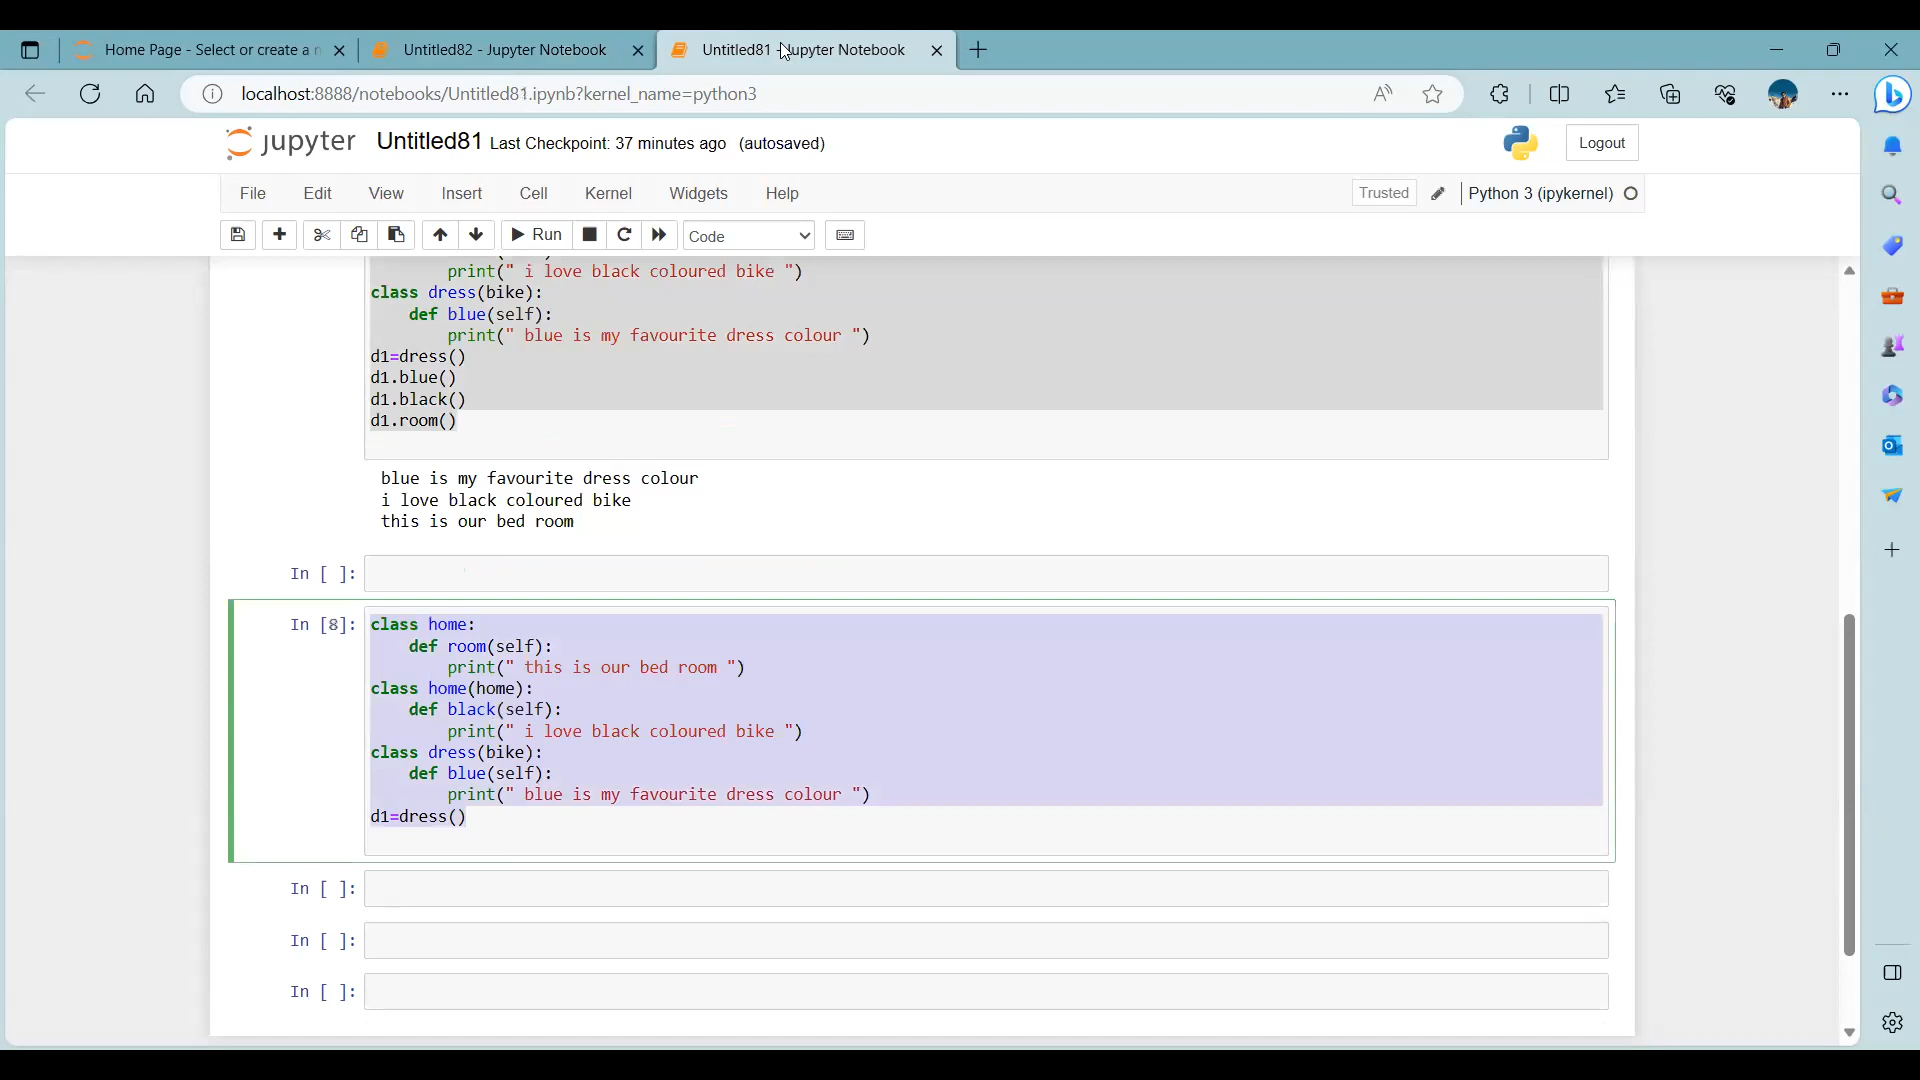 Home Page - Select or create a n
Untitled82 - Jupyter Notebook
Untitled81 - Jupyter Notebook
localhost:8888/notebooks/Untitled81.ipynb?kernel_name=python3
jupyter Untitled81 Last Checkpoint: 37 minutes ago (autosaved)
Logout
File Edit View Insert Cell Kernel Widgets Help
Trusted
Python 3 (ipykernel)
Run
Code
print(" i love black coloured bike ")
class dress(bike):
def blue(self):
print(" blue is my favourite dress colour ")
d1=dress()
d1.blue()
d1.black()
d1.room()
blue is my favourite dress colour
i love black coloured bike
this is our bed room
In [ ]:
In [8]:
class home:
def room(self):
print(" this is our bed room ")
class home(home):
def black(self):
print(" i love black coloured bike ")
class dress(bike):
def blue(self):
print(" blue is my favourite dress colour ")
d1=dress()
In [ ]:
In [ ]:
In [ ]: